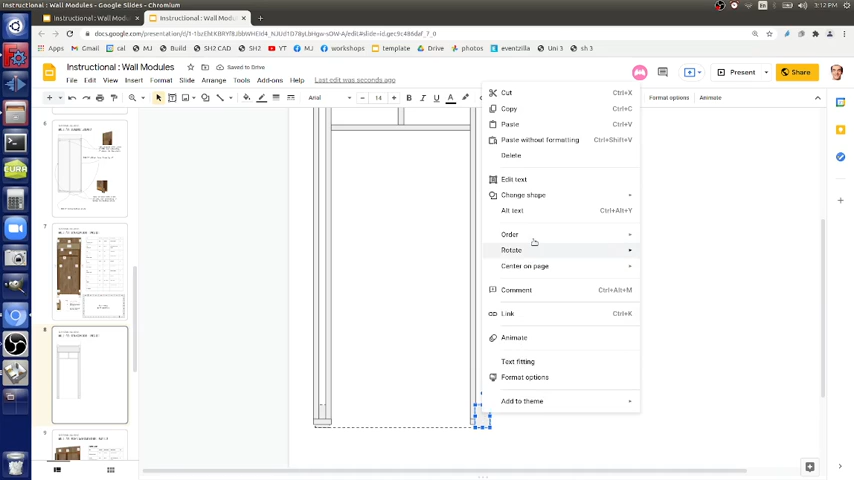 Instructional : Wall Modules - Google Slides - Chromium
En
3:12 PM
Instructional : Wall Modu
Instructional : Wall Modu
docs.google.com/presentation/d/1-1bzEhKBRYRIJbbWHEfd4_
Apps
Gmail
cal
MJ
Build
SH2 CAD
SH2
YT
MJ
workshops
template
Drive
photos
eventzilla
Uni 1
sh 3
Instructional: Wall Modules
Saved to Drive
File Edit View Insert Format Slide Arrange Tools Add-ons Help
Last edit was seconds ago
Present
Share
Arial
14
B I U A
Format options
Animate
Cut Ctrl+X
Copy Ctrl+C
Paste Ctrl+V
Paste without formatting Ctrl+Shift+V
Delete
Edit text
Change shape
Alt text Ctrl+Alt+Y
Order
Rotate
Center on page
Comment Ctrl+Alt+M
Link Ctrl+K
Animate
Text fitting
Format options
Add to theme
6
7
8
9
CURA